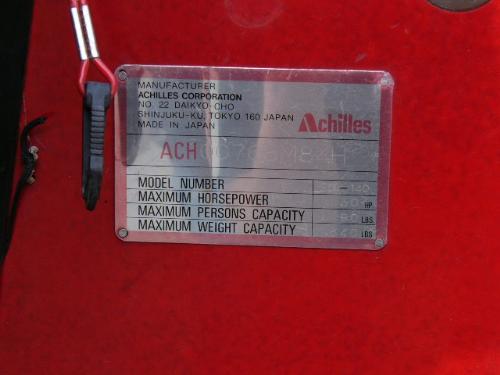 MANUFACTURER
ACHILLES CORPORATION
NO. 22 DAIKYO-CHO
SHINJUKU-KU, TOKYO 160 JAPAN
MADE IN JAPAN
Achilles
ACH
MODEL NUMBER
MAXIMUM HORSEPOWER HP
MAXIMUM PERSONS CAPACITY LBS
MAXIMUM WEIGHT CAPACITY LBS